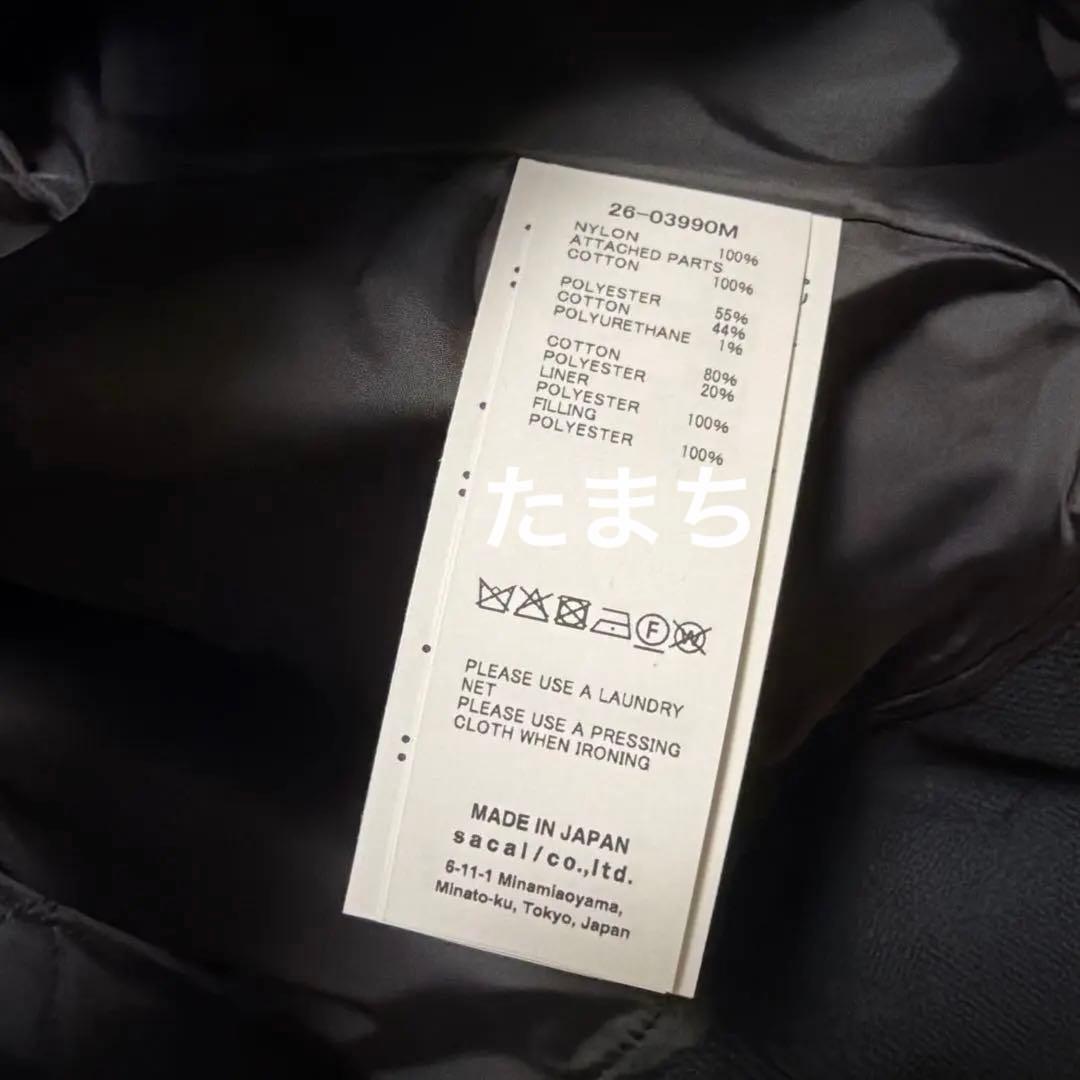 26-03990M
NYLON 100%
ATTACHED PARTS
COTTON 100%
POLYESTER 55%
COTTON 44%
POLYURETHANE 1%
COTTON 80%
POLYESTER 20%
LINER
POLYESTER 100%
FILLING
POLYESTER 100%
たまち
F
W
PLEASE USE A LAUNDRY
NET
PLEASE USE A PRESSING
CLOTH WHEN IRONING
MADE IN JAPAN
sacai/co.,ltd.
6-11-1 Minamiaoyama,
Minato-ku, Tokyo, Japan